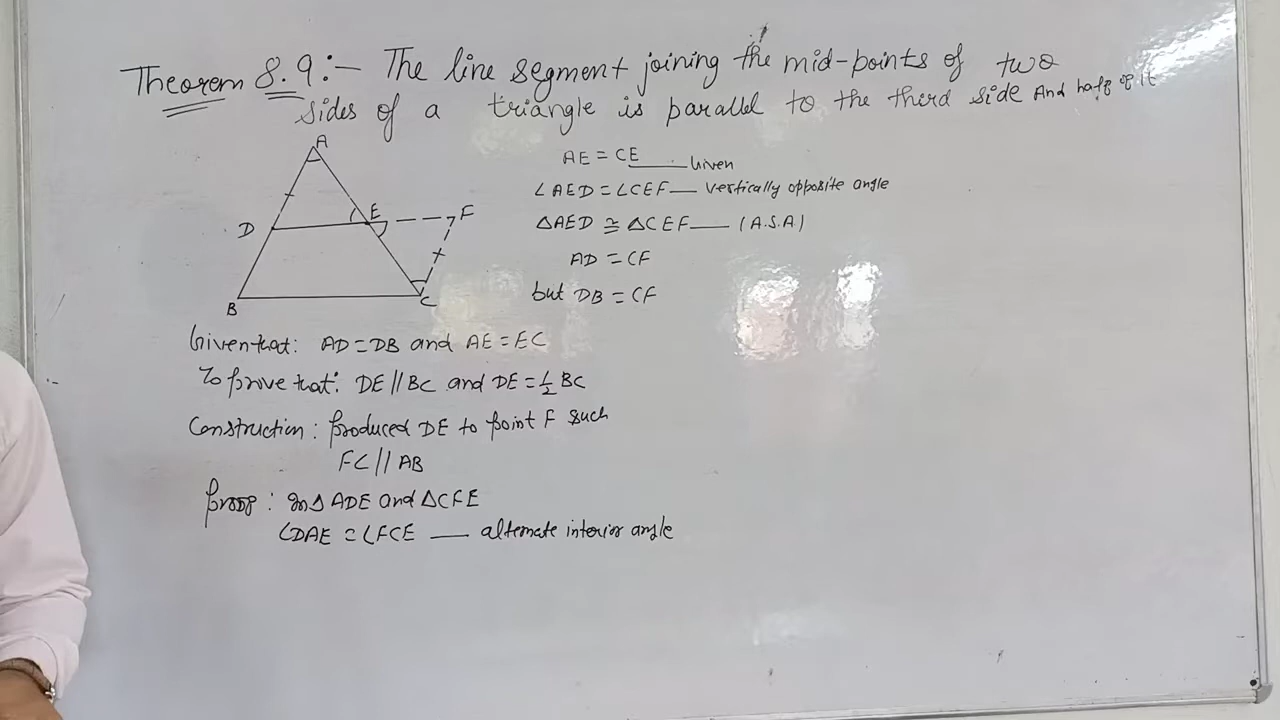 Theorem 8.9:- The line segment joining the mid-points of two
sides of a triangle is parallel to the third side And half of it
A
D
E
F
B
C
Given that: AD = DB and AE = EC
To prove that: DE // BC and DE = 1/2 BC
Construction: produced DE to point F such
FC // AB
Proof: In Δ ADE and Δ CFE
∠DAE = ∠FCE — alternate interior angle
AE = CE — Given
∠AED = ∠CEF — vertically opposite angle
ΔAED ≅ ΔCEF — (A.S.A)
AD = CF
but DB = CF